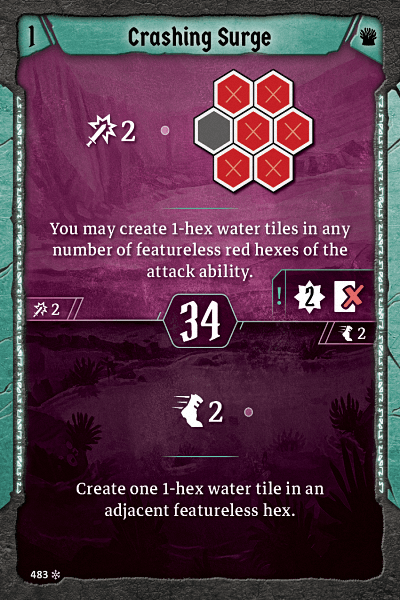 1 Crashing Surge
2
You may create 1-hex water tiles in any
number of featureless red hexes of the
attack ability.
! 2
2 34 2
2
Create one 1-hex water tile in an
adjacent featureless hex.
483